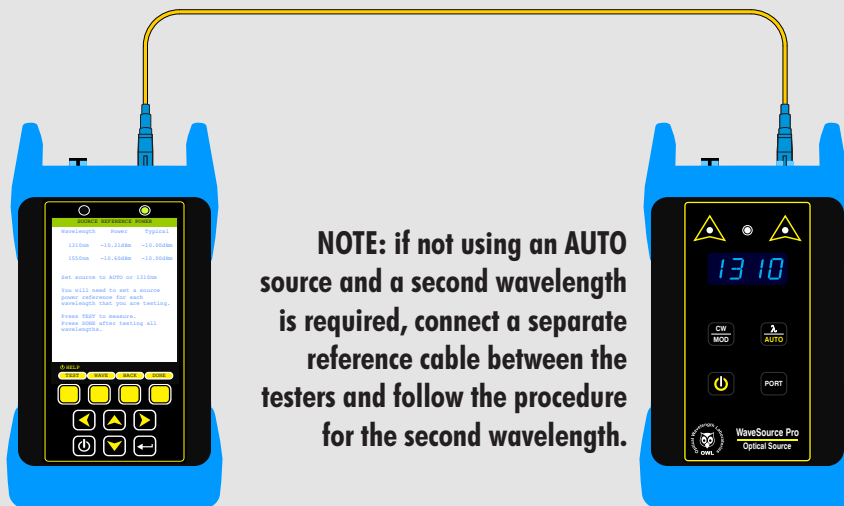 SOURCE REFERENCE POWER
Wavelength Power Typical
1310nm -10.21dBm -10.00dBm
1550nm -10.60dBm -10.00dBm
Set source to AUTO or 1310nm
You will need to set a source
power reference for each
wavelength that you are testing.
Press TEST to measure.
Press DONE after testing all
wavelengths.
HELP
TEST WAVE BACK DONE
NOTE: if not using an AUTO
source and a second wavelength
is required, connect a separate
reference cable between the
testers and follow the procedure
for the second wavelength.
1310
CW
MOD
λ
AUTO
PORT
Optical Wavelength Laboratories
OWL
WaveSource Pro
Optical Source